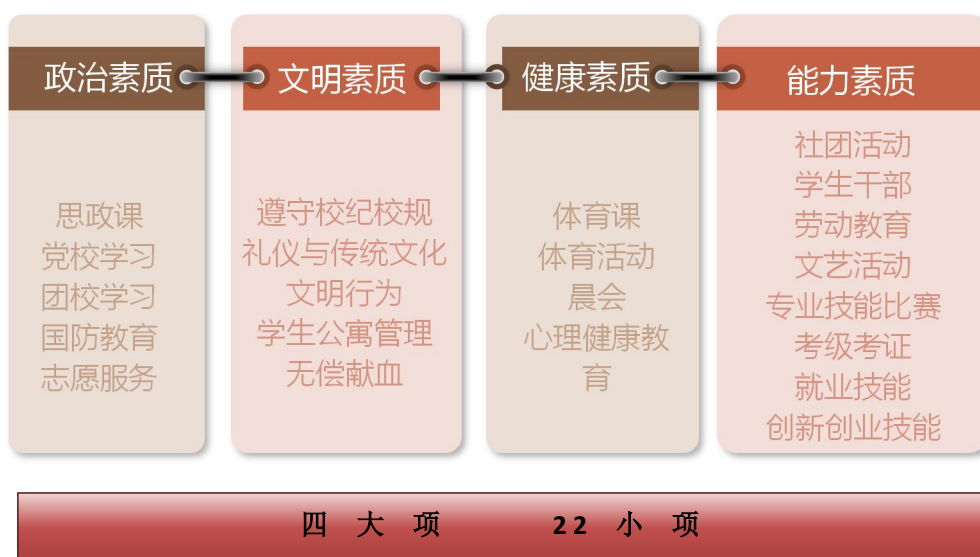 政治素质
思政课
党校学习
团校学习
国防教育
志愿服务
文明素质
遵守校纪校规
礼仪与传统文化
文明行为
学生公寓管理
无偿献血
健康素质
体育课
体育活动
晨会
心理健康教
育
能力素质
社团活动
学生干部
劳动教育
文艺活动
专业技能比赛
考级考证
就业技能
创新创业技能
四 大 项 22 小 项